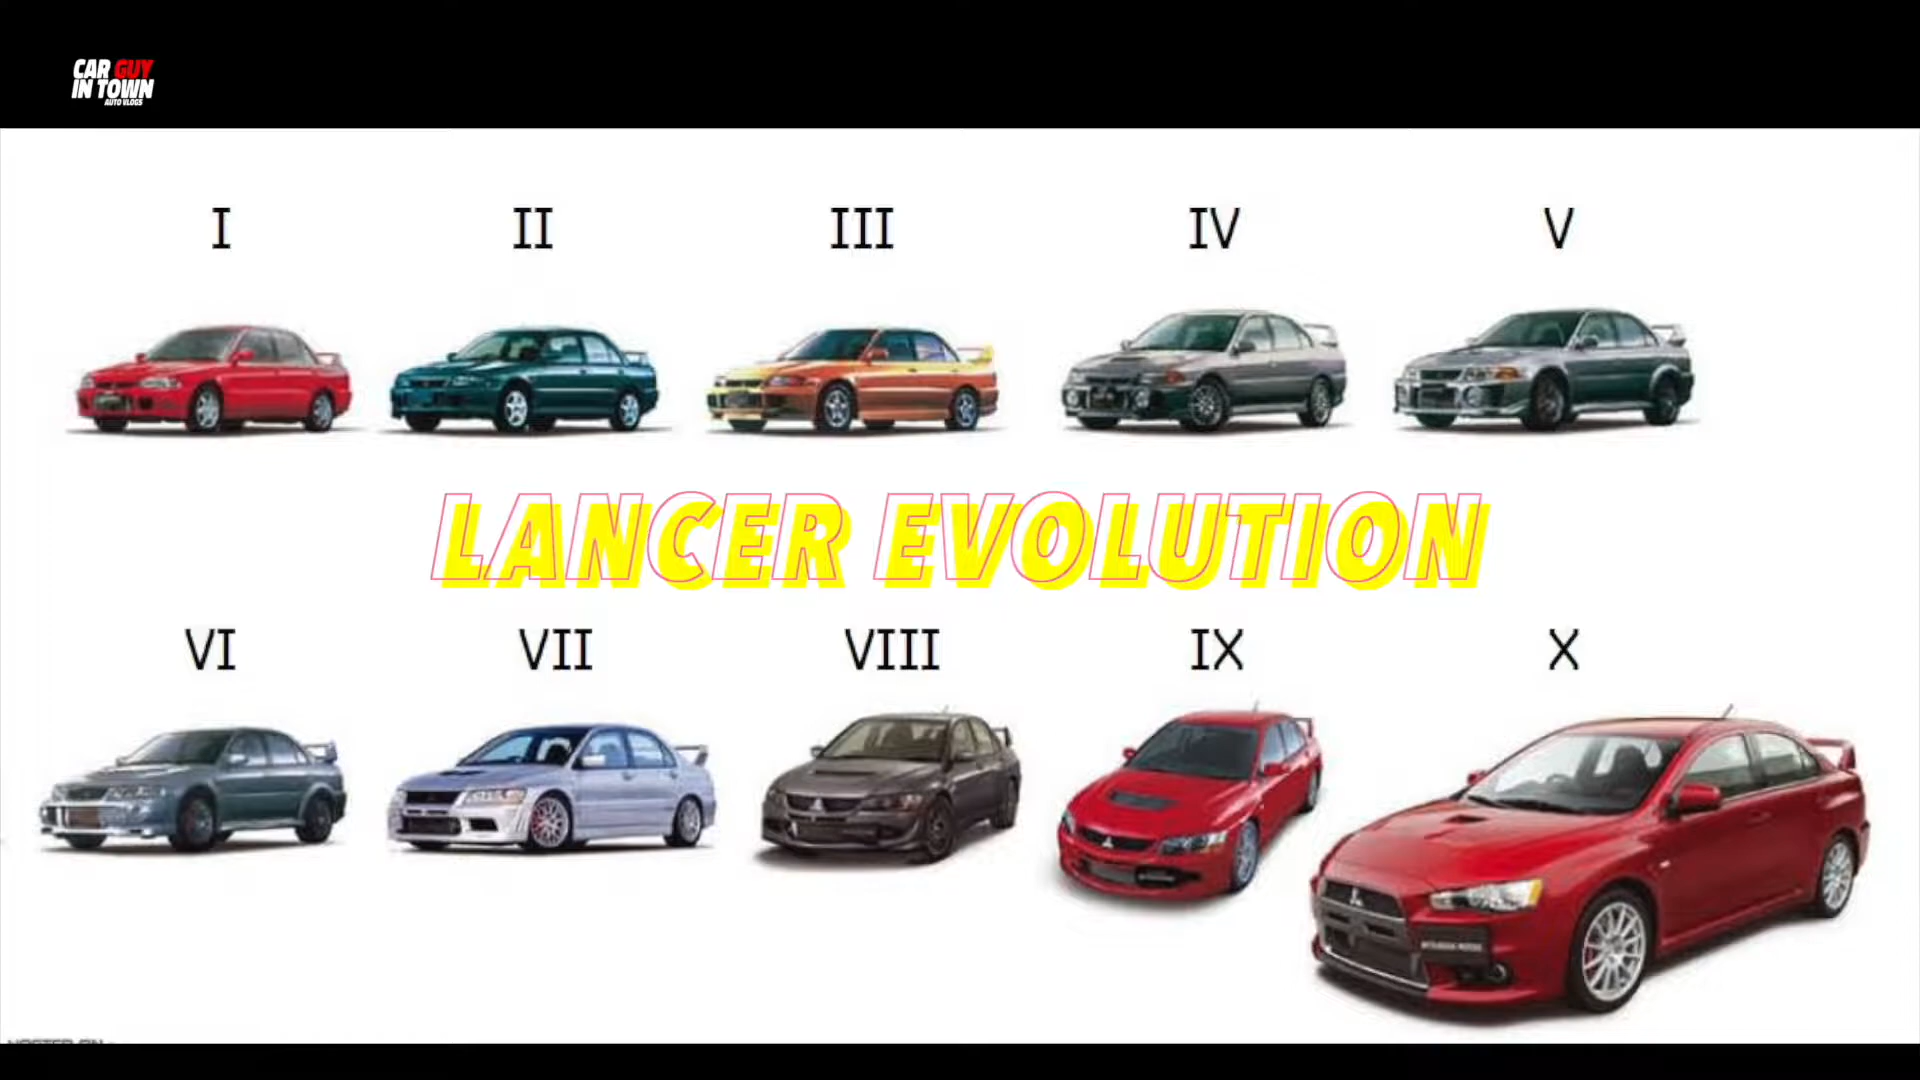 CAR GUY
IN TOWN
AUTO VLOGS
I II III IV V
LANCER EVOLUTION
VI VII VIII IX X